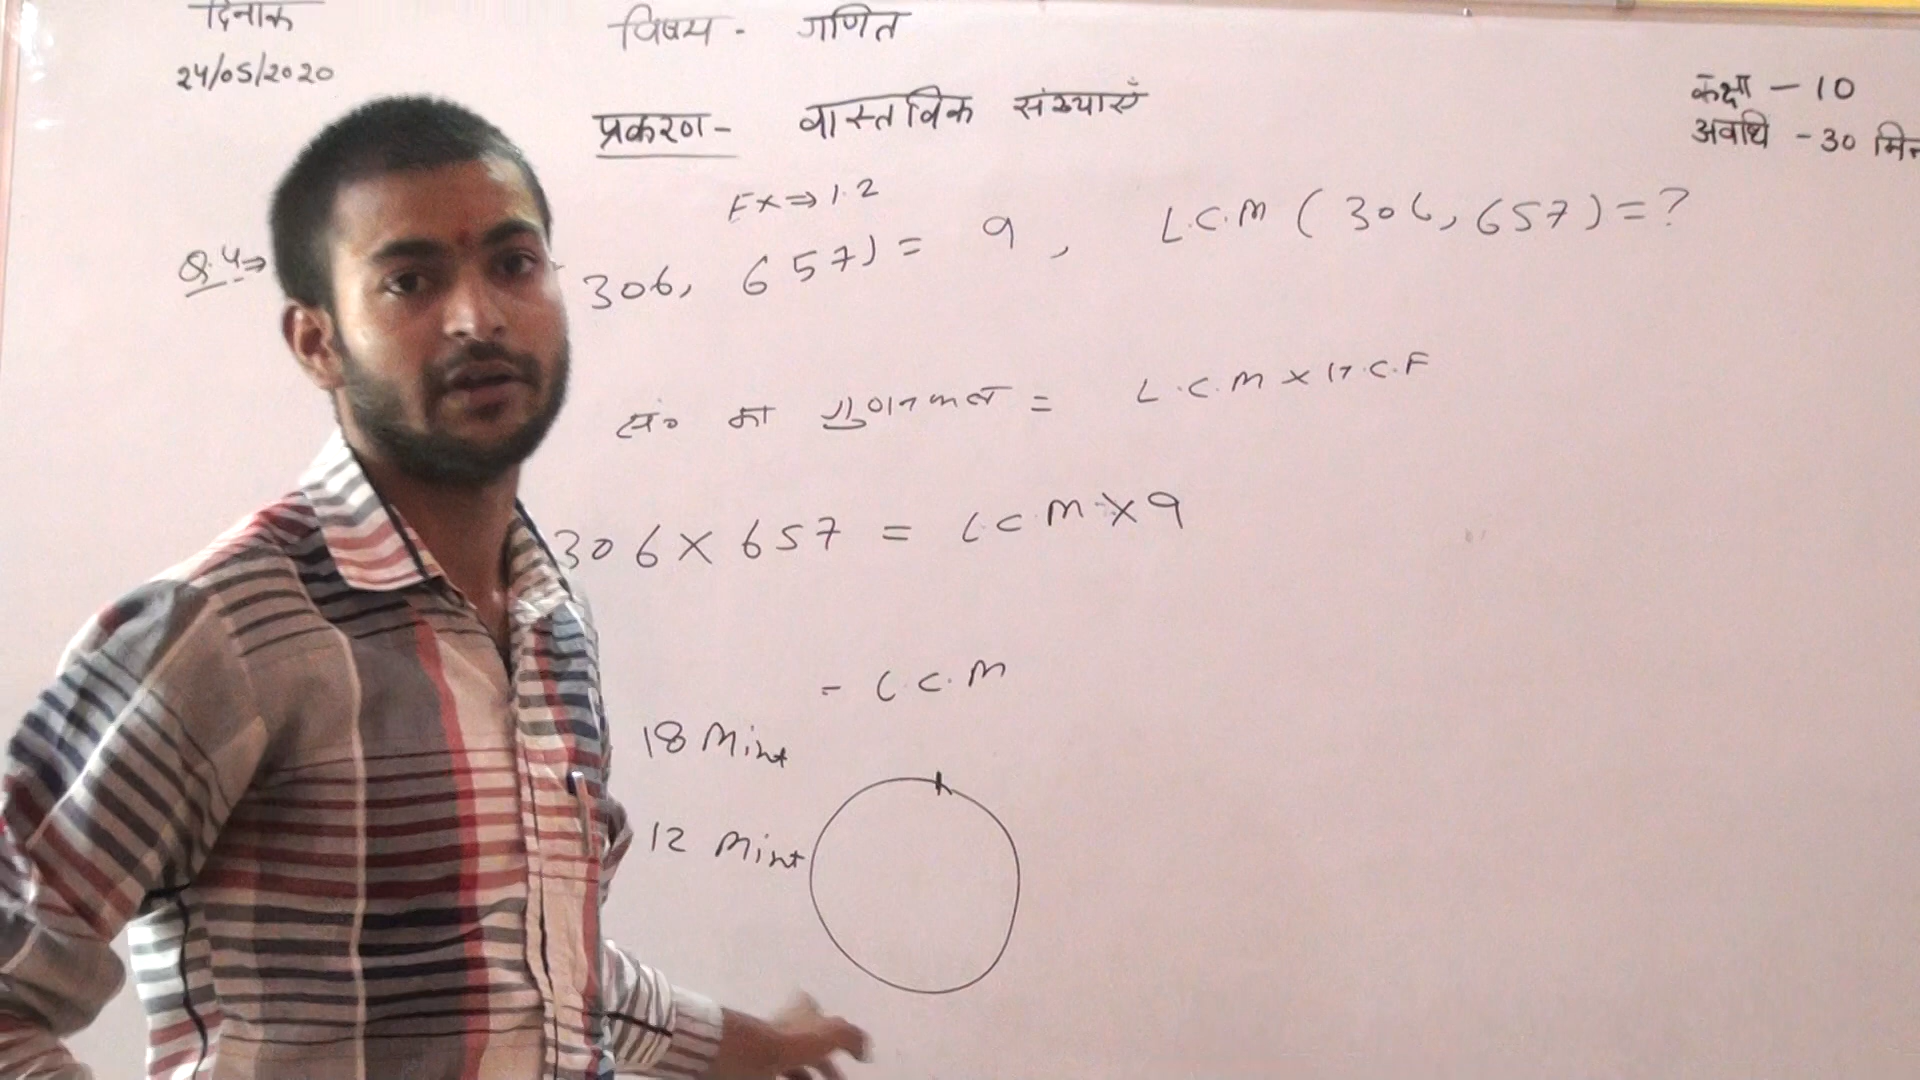 दिनांक
24/05/2020
विषय - गणित
प्रकरण- वास्तविक संख्याएँ
कक्षा - 10
अवधि - 30 मिन
Ex⇒ 1.2
Q.4⇒ 306, 657) = 9, L.C.M (306, 657) = ?
सं० का गुणनफल = L.C.M × H.C.F
306 × 657 = LCM × 9
= L.C.M
18 Mint
12 Mint